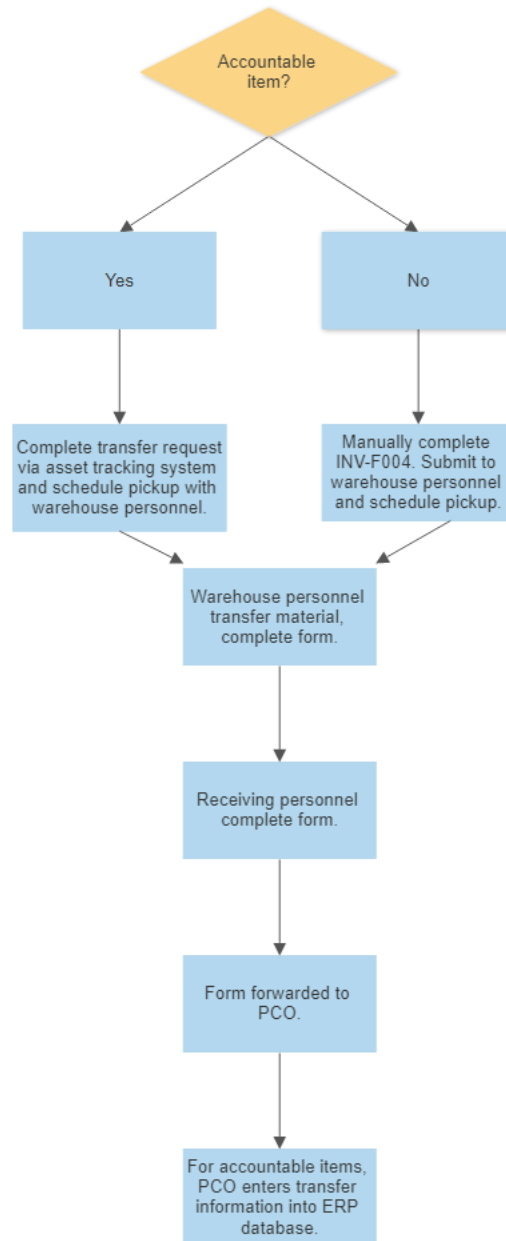 Accountable
item?
Yes
No
Complete transfer request
via asset tracking system
and schedule pickup with
warehouse personnel.
Manually complete
INV-F004. Submit to
warehouse personnel
and schedule pickup.
Warehouse personnel
transfer material,
complete form.
Receiving personnel
complete form.
Form forwarded to
PCO.
For accountable items,
PCO enters transfer
information into ERP
database.